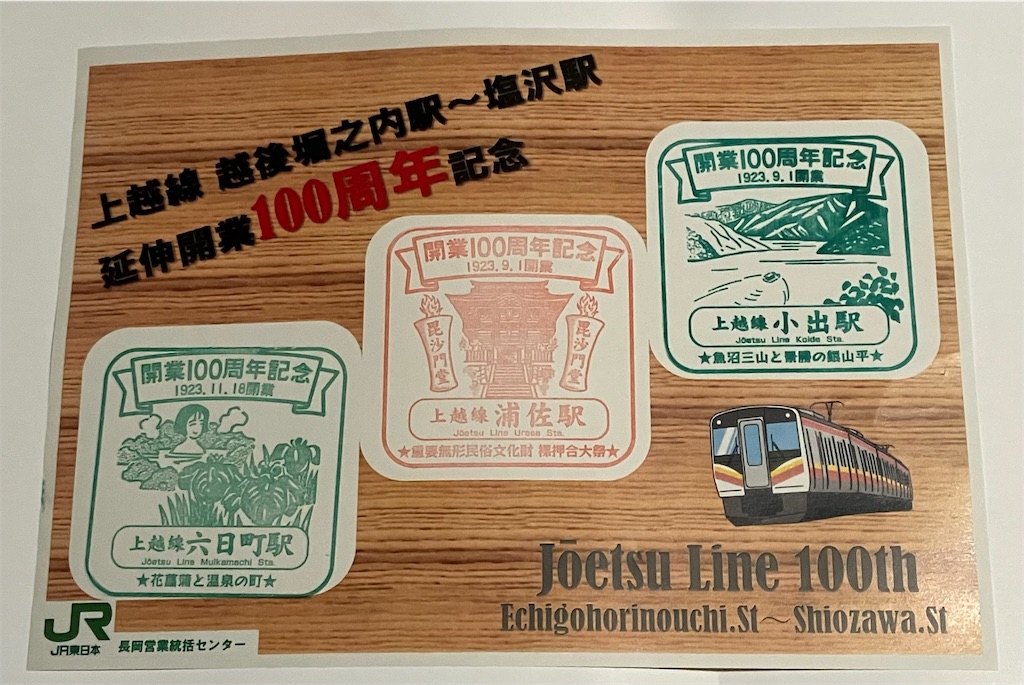 上越線 越後堀之内駅～塩沢駅
延伸開業100周年記念
開業100周年記念
1923.9.1開業
上越線 小出駅
Jōetsu Line Koide Sta.
★魚沼三山と景勝の銀山平★
開業100周年記念
1923.9.1開業
毘沙門堂
毘沙門堂
上越線 浦佐駅
Jōetsu Line Urasa Sta.
★重要無形民俗文化財 裸押合大祭★
開業100周年記念
1923.11.18開業
上越線 六日町駅
Jōetsu Line Muikamachi Sta.
★花菖蒲と温泉の町★
Jōetsu Line 100th
Echigohorinouchi.St～Shiozawa.St
JR
JR東日本 長岡営業統括センター